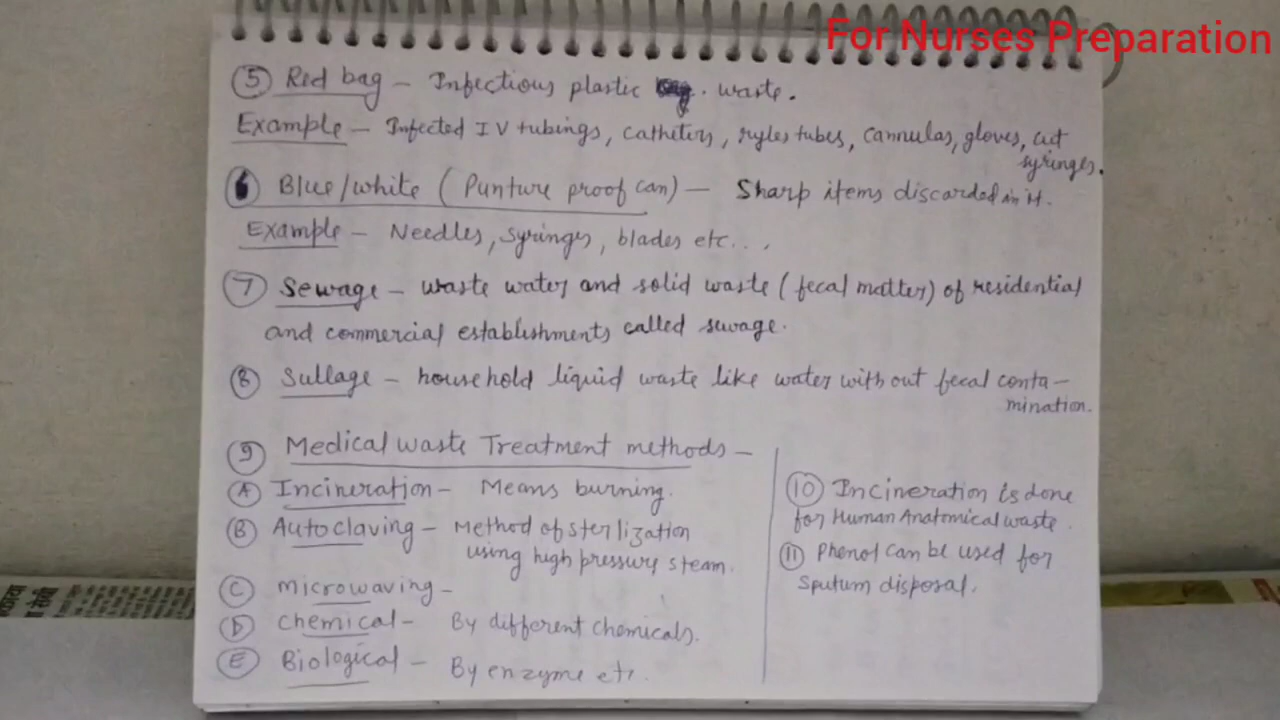 For Nurses Preparation
⑤ Red bag – Infectious plastic . waste.
Example – Infected IV tubings, catheters, ryles tubes, cannulas, gloves, cut
syringes.
⑥ Blue/white (Punture proof can) – Sharp items discarded in it.
Example – Needles, syringes, blades etc...,
⑦ Sewage – waste water and solid waste (fecal matter) of residential
and commercial establishments called sewage.
⑧ Sullage – household liquid waste like water without fecal conta–
mination.
⑨ Medical waste Treatment methods –
Ⓐ Incineration – Means burning.
Ⓑ Autoclaving – Method of sterlization
using high pressure steam.
Ⓒ Microwaving –
Ⓓ Chemical – By different chemicals.
Ⓔ Biological – By enzyme etc.
⑩ Incineration is done
for Human Anatomical waste.
⑪ Phenol can be used for
Sputum disposal.